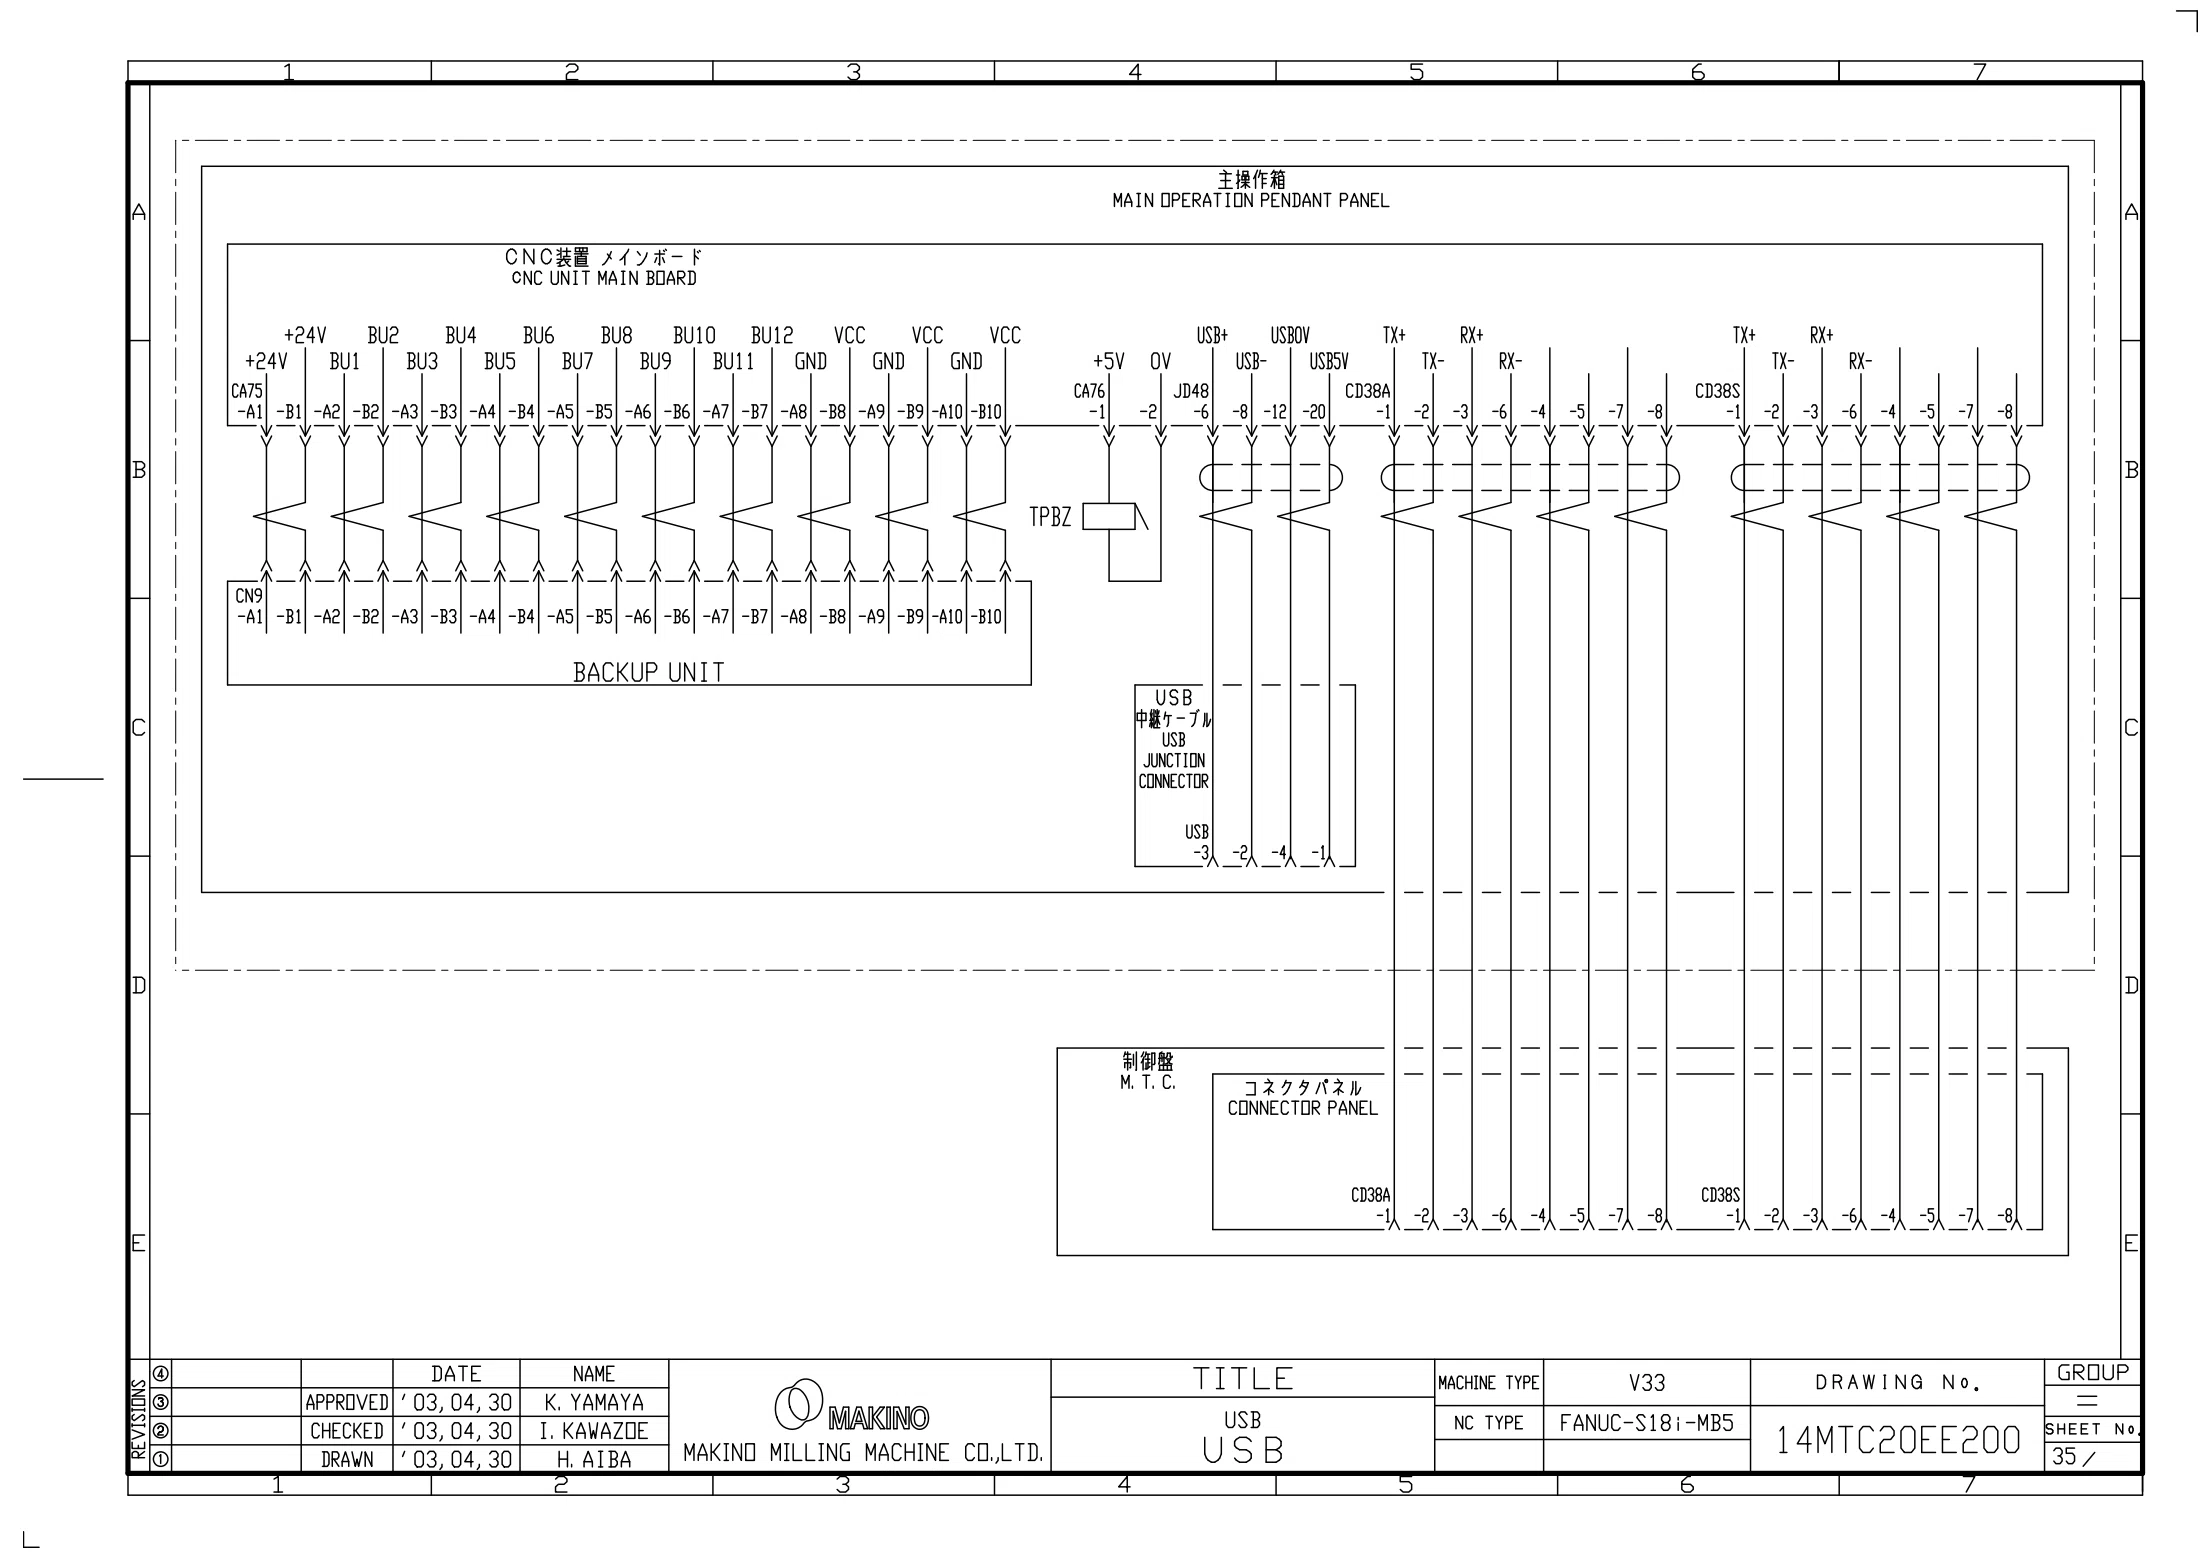 1 2 3 4 5 6 7
主操作箱
MAIN OPERATION PENDANT PANEL
A A
CNC装置 メインボード
CNC UNIT MAIN BOARD
+24V BU2 BU4 BU6 BU8 BU10 BU12 VCC VCC VCC USB+ USB0V TX+ RX+ TX+ RX+
+24V BU1 BU3 BU5 BU7 BU9 BU11 GND GND GND +5V 0V USB- USB5V TX- RX- TX- RX-
CA75 CA76 JD48 CD38A CD38S
-A1 -B1 -A2 -B2 -A3 -B3 -A4 -B4 -A5 -B5 -A6 -B6 -A7 -B7 -A8 -B8 -A9 -B9 -A10 -B10 -1 -2 -6 -8 -12 -20 -1 -2 -3 -6 -4 -5 -7 -8 -1 -2 -3 -6 -4 -5 -7 -8
B B
TPBZ
CN9
-A1 -B1 -A2 -B2 -A3 -B3 -A4 -B4 -A5 -B5 -A6 -B6 -A7 -B7 -A8 -B8 -A9 -B9 -A10 -B10
BACKUP UNIT
USB
中継ケーブル
USB
JUNCTION
CONNECTOR
C C
USB
-3 -2 -4 -1
D D
制御盤
M. T. C.
コネクタパネル
CONNECTOR PANEL
CD38A CD38S
-1 -2 -3 -6 -4 -5 -7 -8 -1 -2 -3 -6 -4 -5 -7 -8
E E
REVISIONS
④ DATE NAME
③ APPROVED '03,04,30 K. YAMAYA
② CHECKED '03,04,30 I. KAWAZOE
① DRAWN '03,04,30 H. AIBA
MAKINO
MAKINO MILLING MACHINE CO.,LTD.
TITLE
USB
USB
MACHINE TYPE V33
NC TYPE FANUC-S18i-MB5
DRAWING No.
14MTC20EE200
GROUP
=
SHEET No.
35/
1 2 3 4 5 6 7